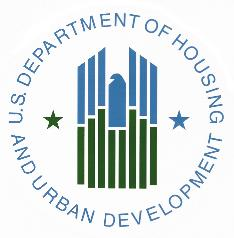 U.S. DEPARTMENT OF HOUSING
AND URBAN DEVELOPMENT